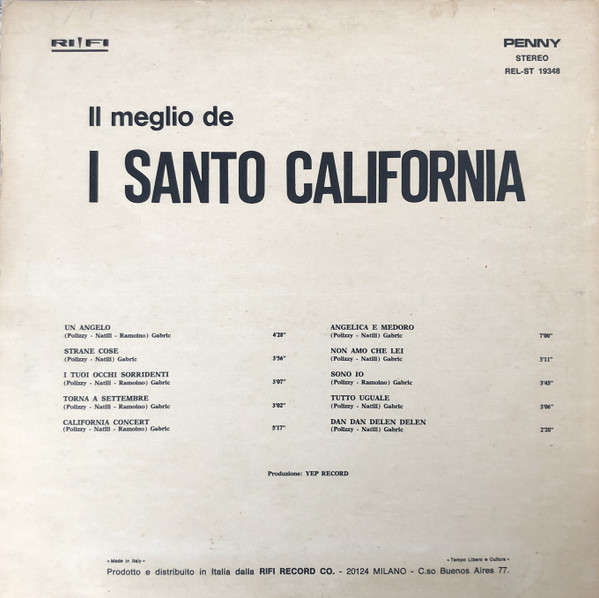 RI/FI
PENNY
STEREO
REL-ST 19348
Il meglio de
I SANTO CALIFORNIA
UN ANGELO
(Polizzy - Natili - Ramoino) Gabric 4'28"
STRANE COSE
(Polizzy - Natili) Gabric 3'56"
I TUOI OCCHI SORRIDENTI
(Polizzy - Natili - Ramoino) Gabric 3'07"
TORNA A SETTEMBRE
(Polizzy - Natili - Ramoino) Gabric 3'02"
CALIFORNIA CONCERT
(Polizzy - Natili - Ramoino) Gabric 5'17"
ANGELICA E MEDORO
(Polizzy - Natili) Gabric 7'00"
NON AMO CHE LEI
(Polizzy - Natili) Gabric 3'11"
SONO IO
(Polizzy - Ramoino) Gabric 3'45"
TUTTO UGUALE
(Polizzy - Natili) Gabric 3'06"
DAN DAN DELEN DELEN
(Polizzy - Natili) Gabric 2'20"
Produzione: YEP RECORD
« Made in Italy »
« Tempo Libero e Cultura »
Prodotto e distribuito in Italia dalla RIFI RECORD CO. - 20124 MILANO - C.so Buenos Aires 77.